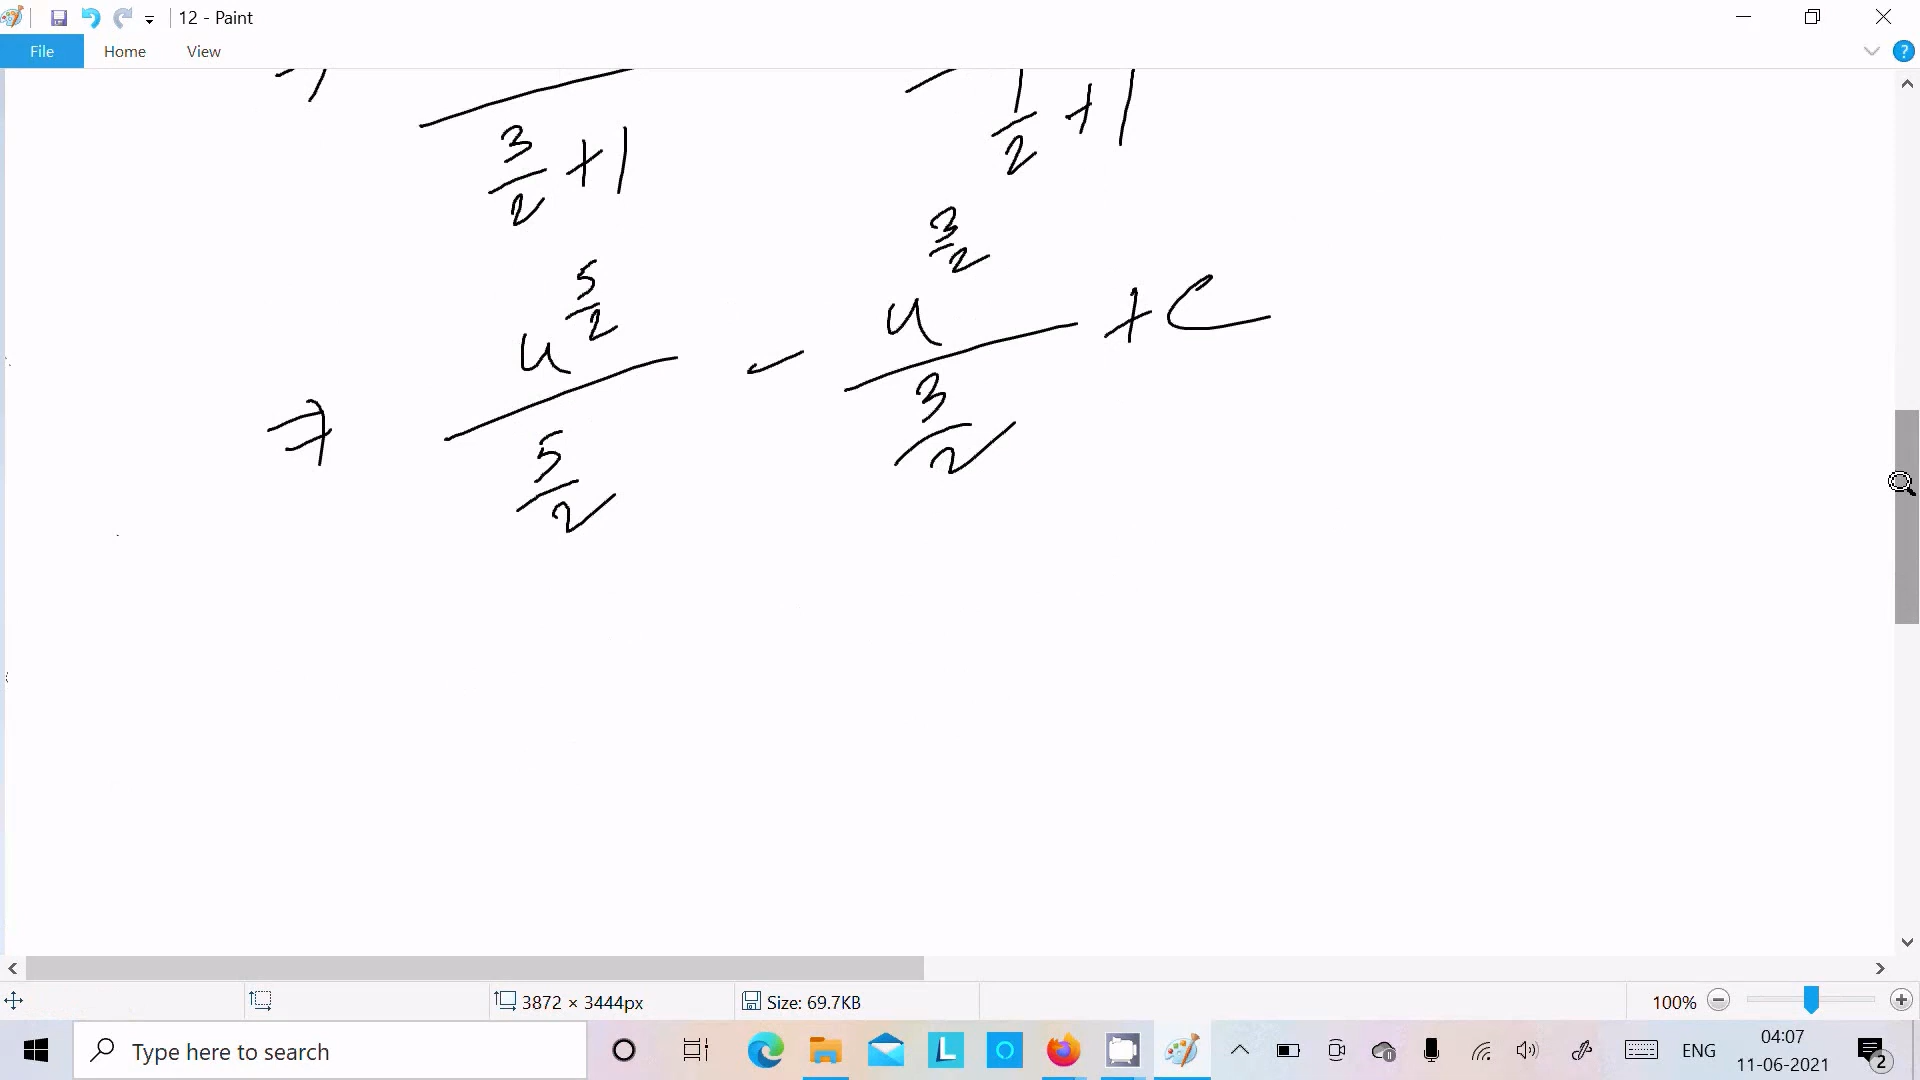 12 - Paint
File Home View
⇒ 3/2 + 1 1/2 + 1
⇒ u^(5/2) / (5/2) - u^(3/2) / (3/2) + C
3872 × 3444px Size: 69.7KB 100%
Type here to search L ENG 04:07
11-06-2021 2